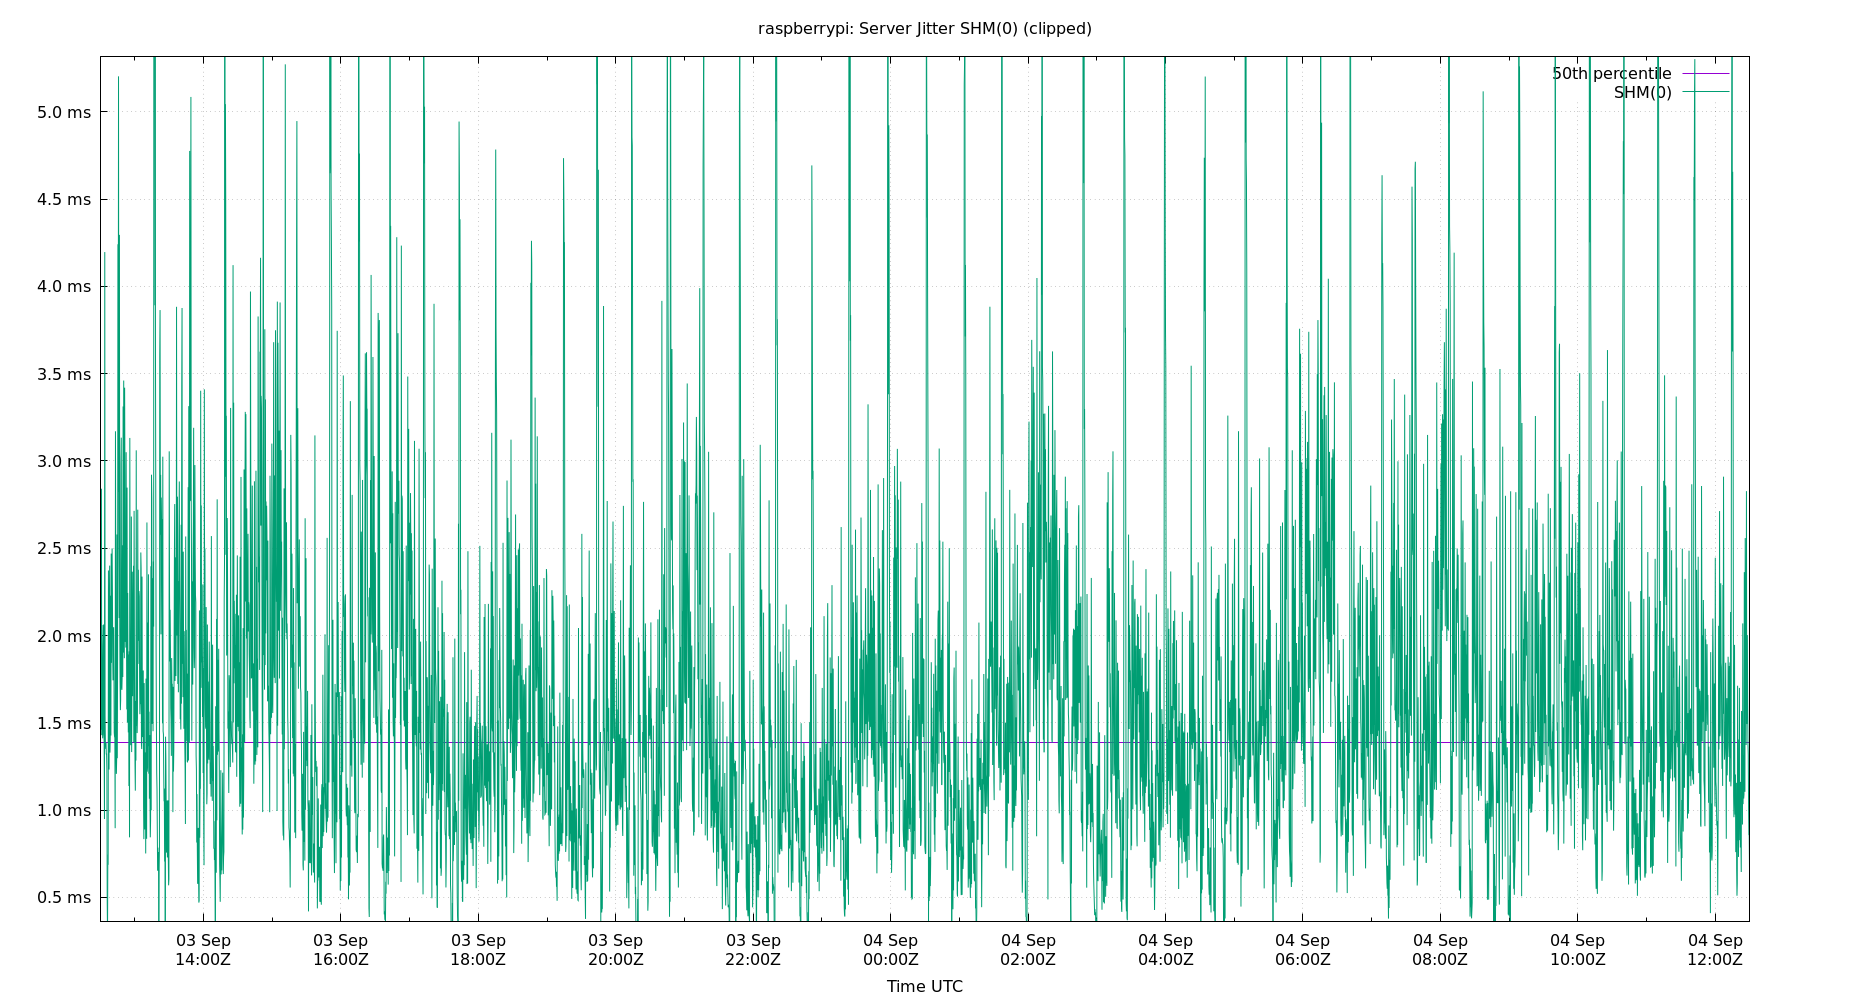 raspberrypi: Server Jitter SHM(0) (clipped)
50th percentile
SHM(0)
5.0 ms
4.5 ms
4.0 ms
3.5 ms
3.0 ms
2.5 ms
2.0 ms
1.5 ms
1.0 ms
0.5 ms
03 Sep 03 Sep 03 Sep 03 Sep 03 Sep 04 Sep 04 Sep 04 Sep 04 Sep 04 Sep 04 Sep 04 Sep
14:00Z 16:00Z 18:00Z 20:00Z 22:00Z 00:00Z 02:00Z 04:00Z 06:00Z 08:00Z 10:00Z 12:00Z
Time UTC